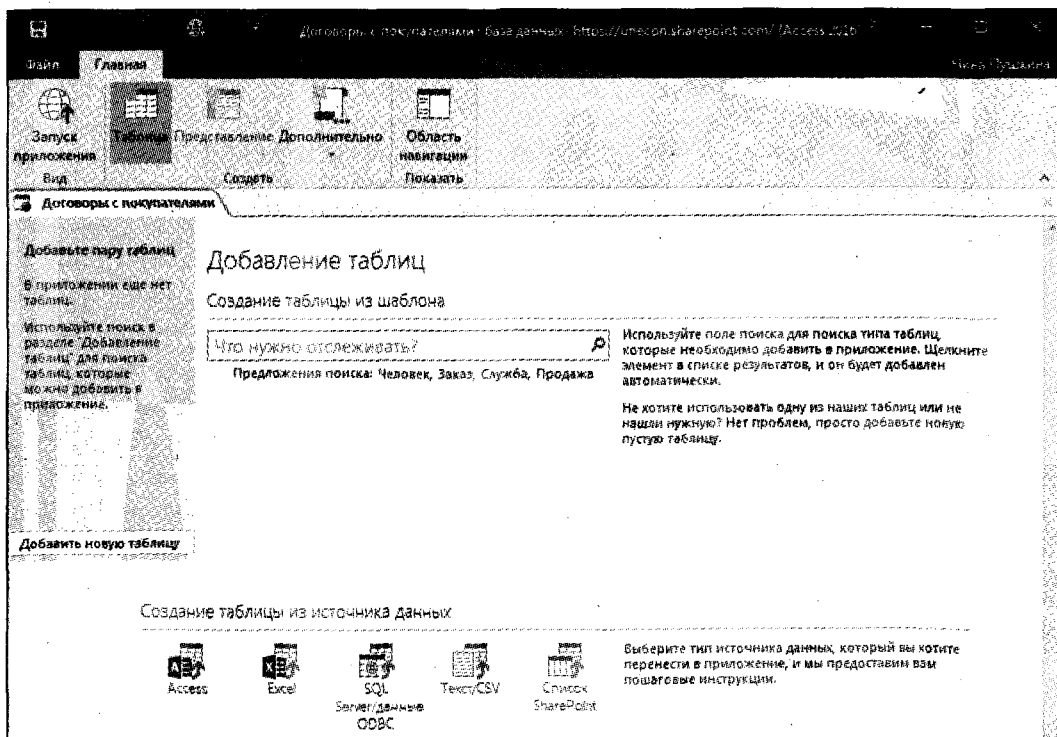 Договоры с покупателями : база данных- https://unecon.sharepoint.com/ (Access 2016)
Файл Главная Нина Пушкина
Запуск приложения
Таблица
Представление
Дополнительно
Область навигации
Вид
Создать
Показать
Договоры с покупателями
Добавьте пару таблиц
В приложении еще нет
таблиц.
Используйте поиск в
разделе "Добавление
таблиц" для поиска
таблиц, которые
можно добавить в
приложение.
Добавить новую таблицу
Добавление таблиц
Создание таблицы из шаблона
Что нужно отслеживать?
Предложения поиска: Человек, Заказ, Служба, Продажа
Используйте поле поиска для поиска типа таблиц,
которые необходимо добавить в приложение. Щелкните
элемент в списке результатов, и он будет добавлен
автоматически.
Не хотите использовать одну из наших таблиц или не
нашли нужную? Нет проблем, просто добавьте новую
пустую таблицу.
Создание таблицы из источника данных
Access
Excel
SQL
Server/данные
ODBC
Текст/CSV
Список
SharePoint
Выберите тип источника данных, который вы хотите
перенести в приложение, и мы предоставим вам
пошаговые инструкции.